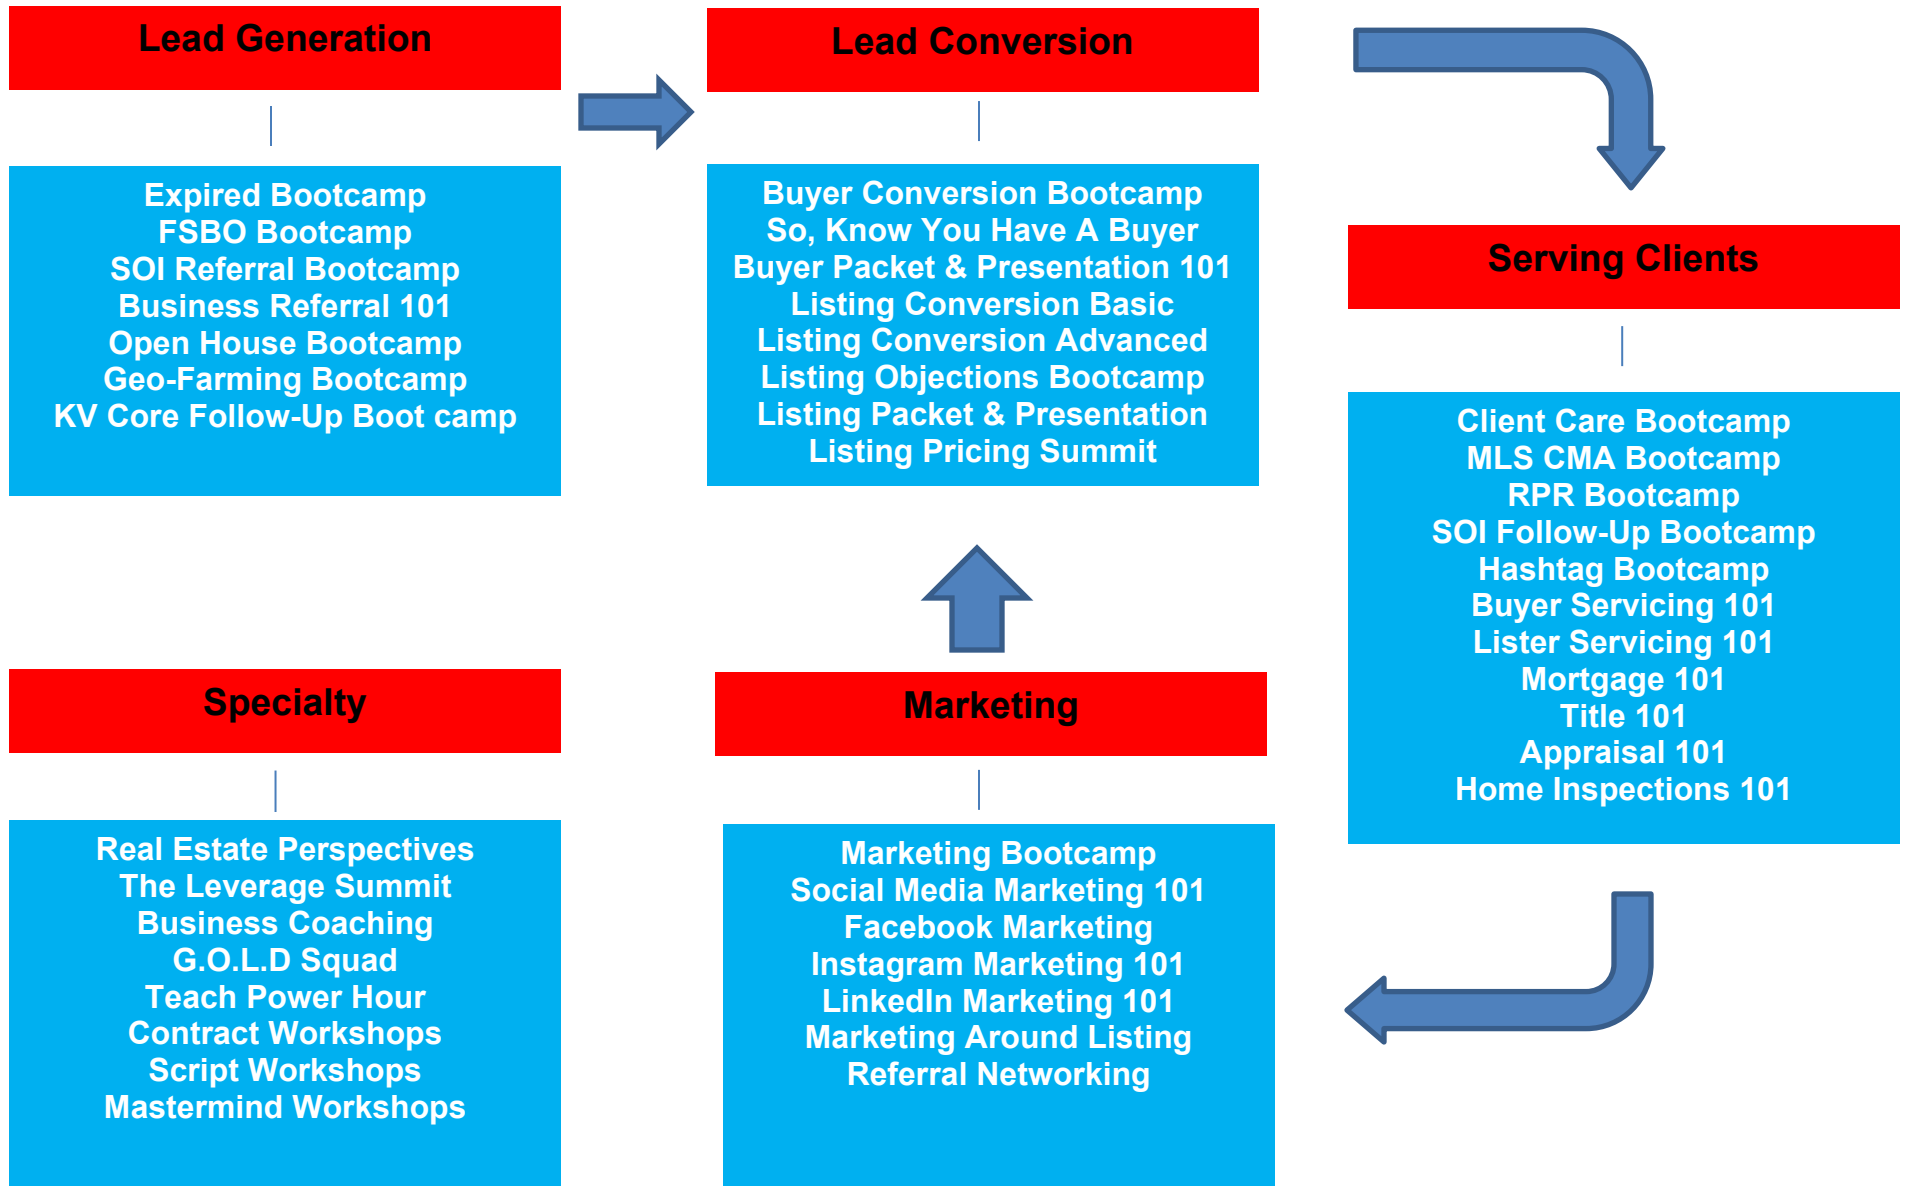 Lead Generation
Expired Bootcamp
FSBO Bootcamp
SOI Referral Bootcamp
Business Referral 101
Open House Bootcamp
Geo-Farming Bootcamp
KV Core Follow-Up Boot camp
Lead Conversion
Buyer Conversion Bootcamp
So, Know You Have A Buyer
Buyer Packet & Presentation 101
Listing Conversion Basic
Listing Conversion Advanced
Listing Objections Bootcamp
Listing Packet & Presentation
Listing Pricing Summit
Serving Clients
Client Care Bootcamp
MLS CMA Bootcamp
RPR Bootcamp
SOI Follow-Up Bootcamp
Hashtag Bootcamp
Buyer Servicing 101
Lister Servicing 101
Mortgage 101
Title 101
Appraisal 101
Home Inspections 101
Specialty
Real Estate Perspectives
The Leverage Summit
Business Coaching
G.O.L.D Squad
Teach Power Hour
Contract Workshops
Script Workshops
Mastermind Workshops
Marketing
Marketing Bootcamp
Social Media Marketing 101
Facebook Marketing
Instagram Marketing 101
LinkedIn Marketing 101
Marketing Around Listing
Referral Networking